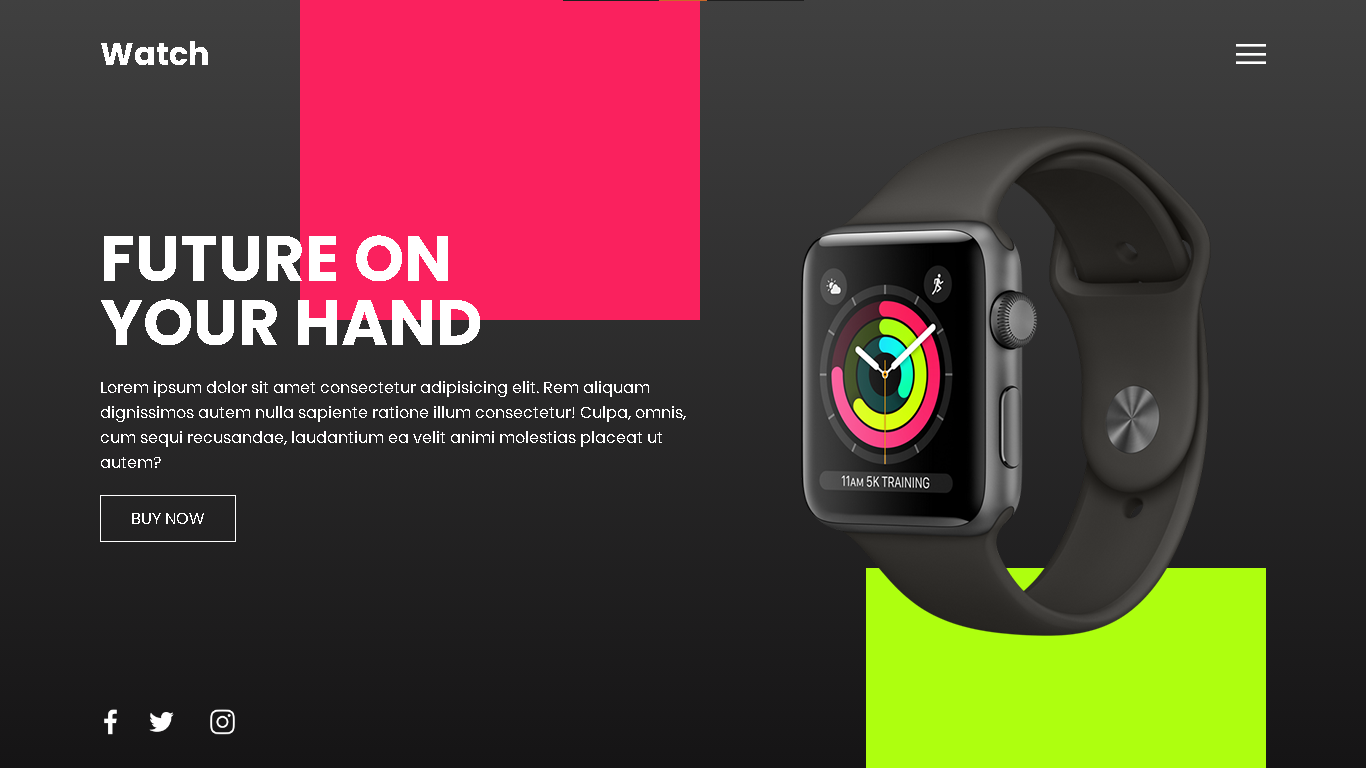 Watch
FUTURE ON
YOUR HAND
Lorem ipsum dolor sit amet consectetur adipisicing elit. Rem aliquam
dignissimos autem nulla sapiente ratione illum consectetur! Culpa, omnis,
cum sequi recusandae, laudantium ea velit animi molestias placeat ut
autem?
BUY NOW
11AM 5K TRAINING